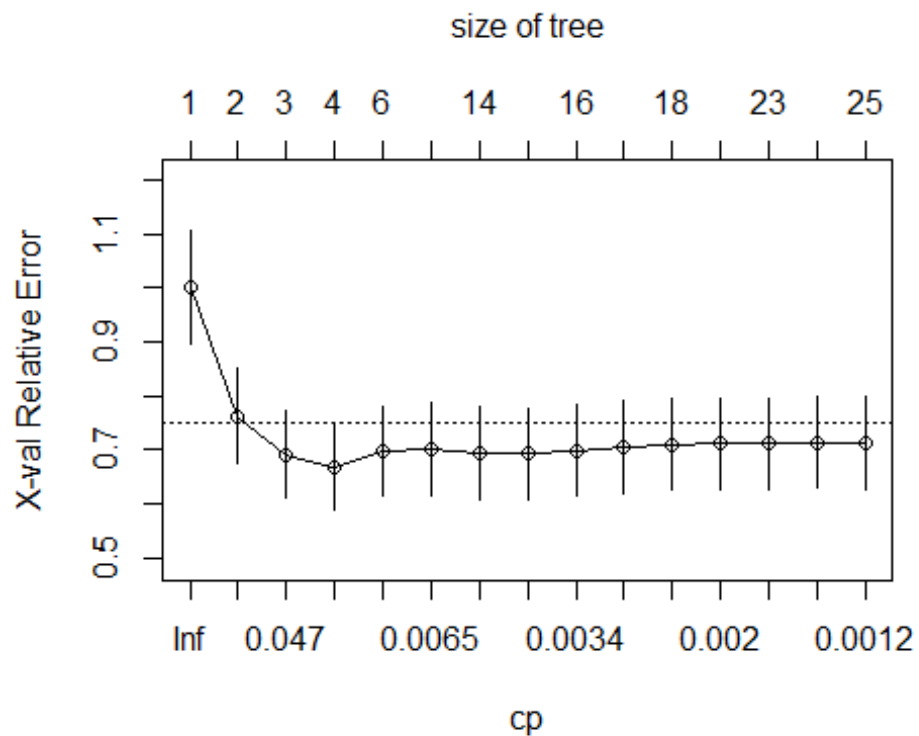 size of tree
1 2 3 4 6 14 16 18 23 25
X-val Relative Error
1.1
0.9
0.7
0.5
Inf 0.047 0.0065 0.0034 0.002 0.0012
cp